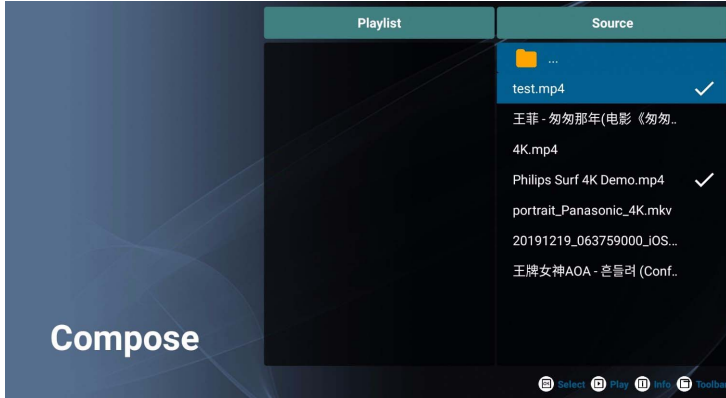 Playlist
Source
...
test.mp4
王菲 - 匆匆那年(电影《匆匆..
4K.mp4
Philips Surf 4K Demo.mp4
portrait_Panasonic_4K.mkv
20191219_063759000_iOS...
王牌女神AOA - 흔들려 (Conf..
Compose
Select Play Info Toolbar